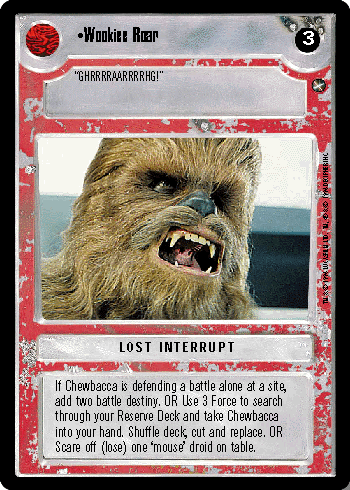 •Wookiee Roar
3
"GHRRRRAARRRRHG!"
LOST INTERRUPT
If Chewbacca is defending a battle alone at a site,
add two battle destiny. OR Use 3 Force to search
through your Reserve Deck and take Chewbacca
into your hand. Shuffle deck, cut and replace. OR
Scare off (lose) one 'mouse' droid on table.